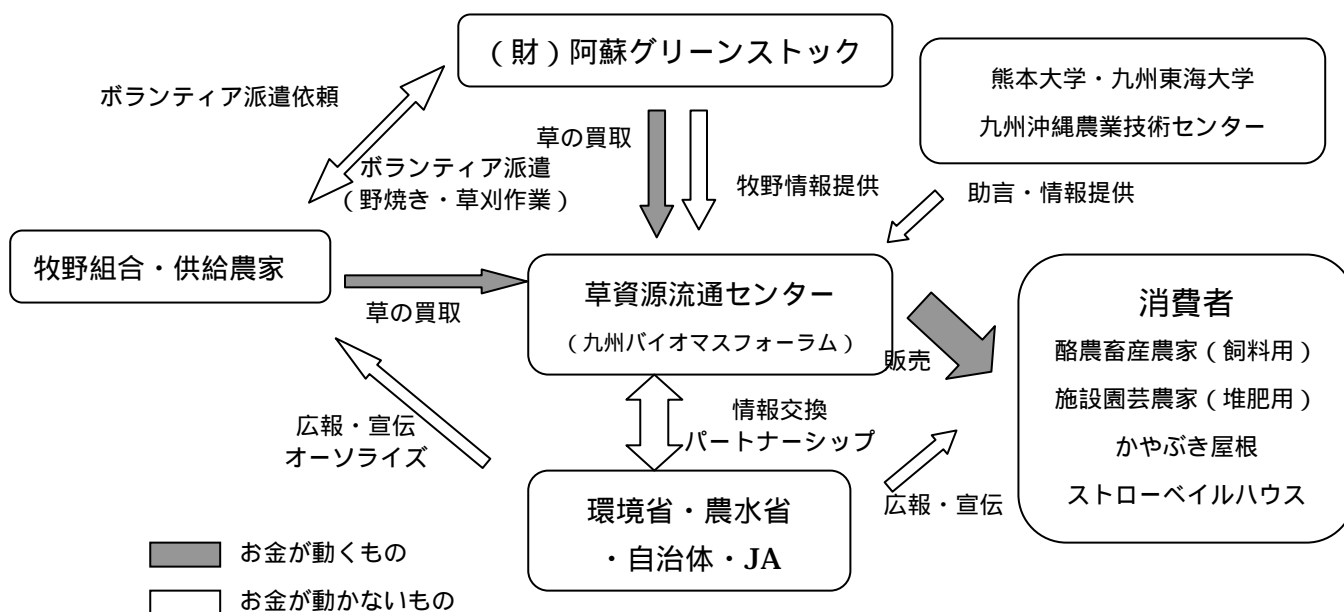 (財)阿蘇グリーンストック
熊本大学・九州東海大学
九州沖縄農業技術センター
ボランティア派遣依頼
ボランティア派遣
(野焼き・草刈作業)
草の買取
牧野情報提供
助言・情報提供
牧野組合・供給農家
草の買取
草資源流通センター
(九州バイオマスフォーラム)
販売
消費者
酪農畜産農家(飼料用)
施設園芸農家(堆肥用)
かやぶき屋根
ストローベイルハウス
広報・宣伝
オーソライズ
情報交換
パートナーシップ
広報・宣伝
環境省・農水省
・自治体・JA
お金が動くもの
お金が動かないもの